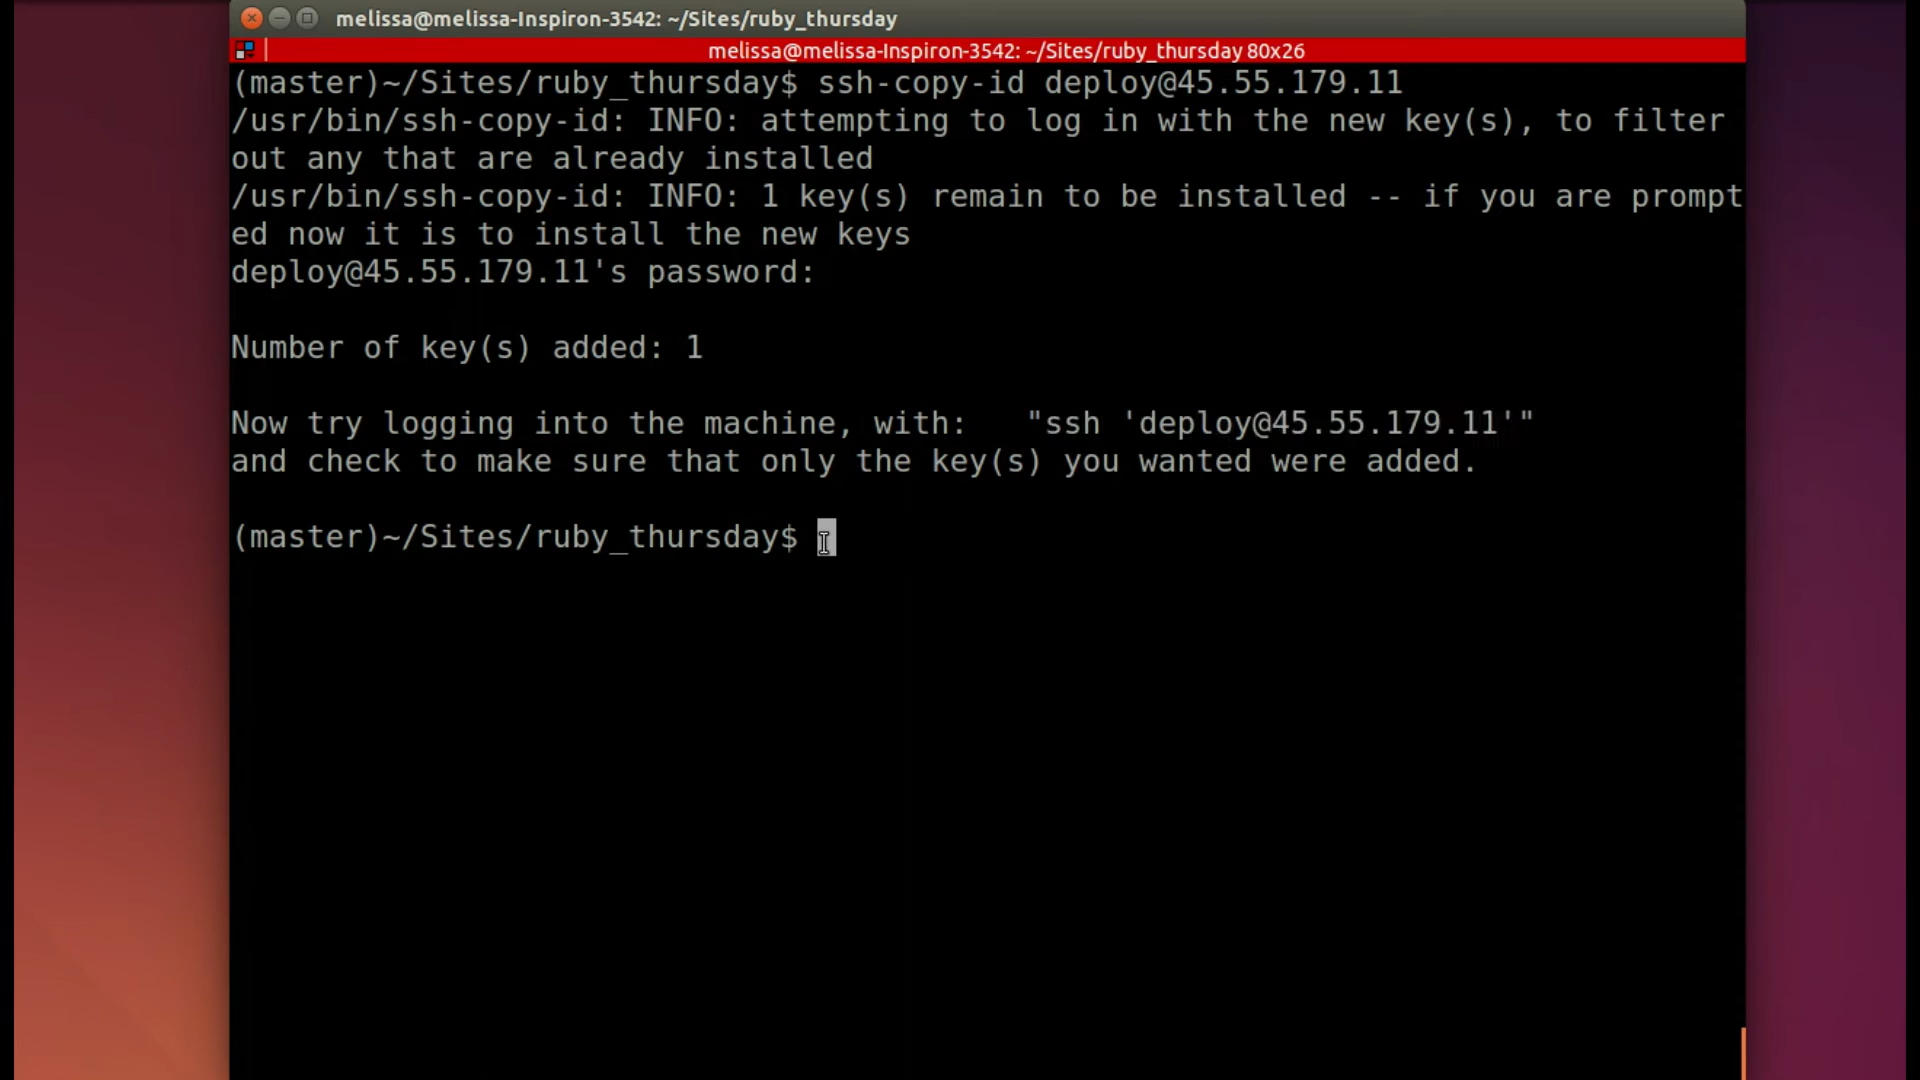 melissa@melissa-Inspiron-3542: ~/Sites/ruby_thursday
melissa@melissa-Inspiron-3542: ~/Sites/ruby_thursday 80x26
(master)~/Sites/ruby_thursday$ ssh-copy-id deploy@45.55.179.11
/usr/bin/ssh-copy-id: INFO: attempting to log in with the new key(s), to filter
out any that are already installed
/usr/bin/ssh-copy-id: INFO: 1 key(s) remain to be installed -- if you are prompt
ed now it is to install the new keys
deploy@45.55.179.11's password:
Number of key(s) added: 1
Now try logging into the machine, with:   "ssh 'deploy@45.55.179.11'"
and check to make sure that only the key(s) you wanted were added.
(master)~/Sites/ruby_thursday$